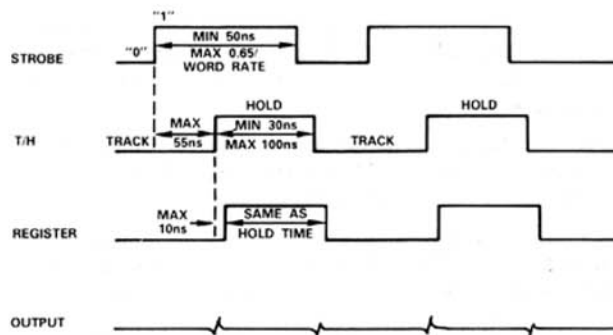 "1"
"0"
MIN 50ns
MAX 0.65/
WORD RATE
STROBE
HOLD
HOLD
T/H
TRACK
MAX
55ns
MIN 30ns
MAX 100ns
TRACK
REGISTER
MAX
10ns
SAME AS
HOLD TIME
OUTPUT